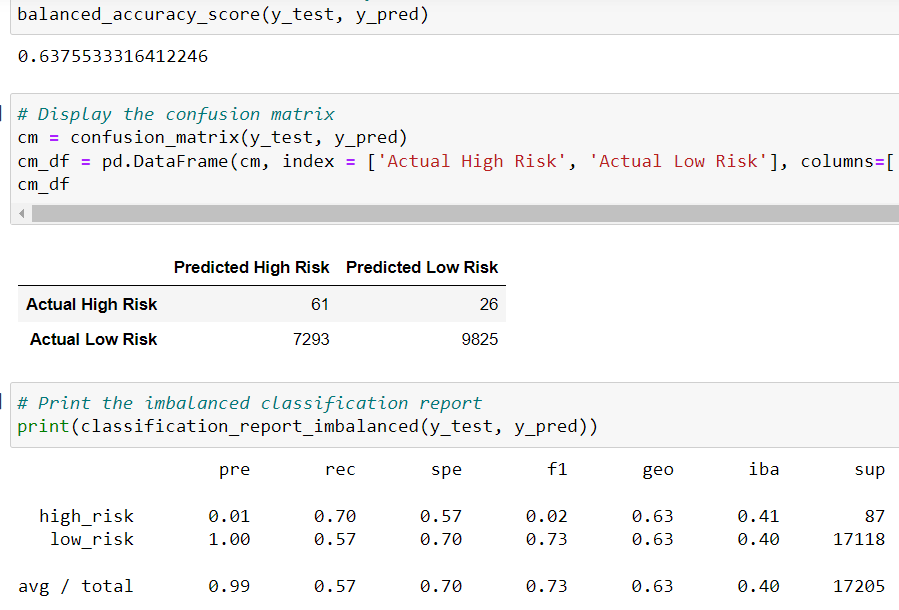 balanced_accuracy_score(y_test, y_pred)
0.6375533316412246
# Display the confusion matrix
cm = confusion_matrix(y_test, y_pred)
cm_df = pd.DataFrame(cm, index = ['Actual High Risk', 'Actual Low Risk'], columns=[
cm_df
Predicted High Risk Predicted Low Risk
Actual High Risk 61 26
Actual Low Risk 7293 9825
# Print the imbalanced classification report
print(classification_report_imbalanced(y_test, y_pred))
pre rec spe f1 geo iba sup
high_risk 0.01 0.70 0.57 0.02 0.63 0.41 87
low_risk 1.00 0.57 0.70 0.73 0.63 0.40 17118
avg / total 0.99 0.57 0.70 0.73 0.63 0.40 17205